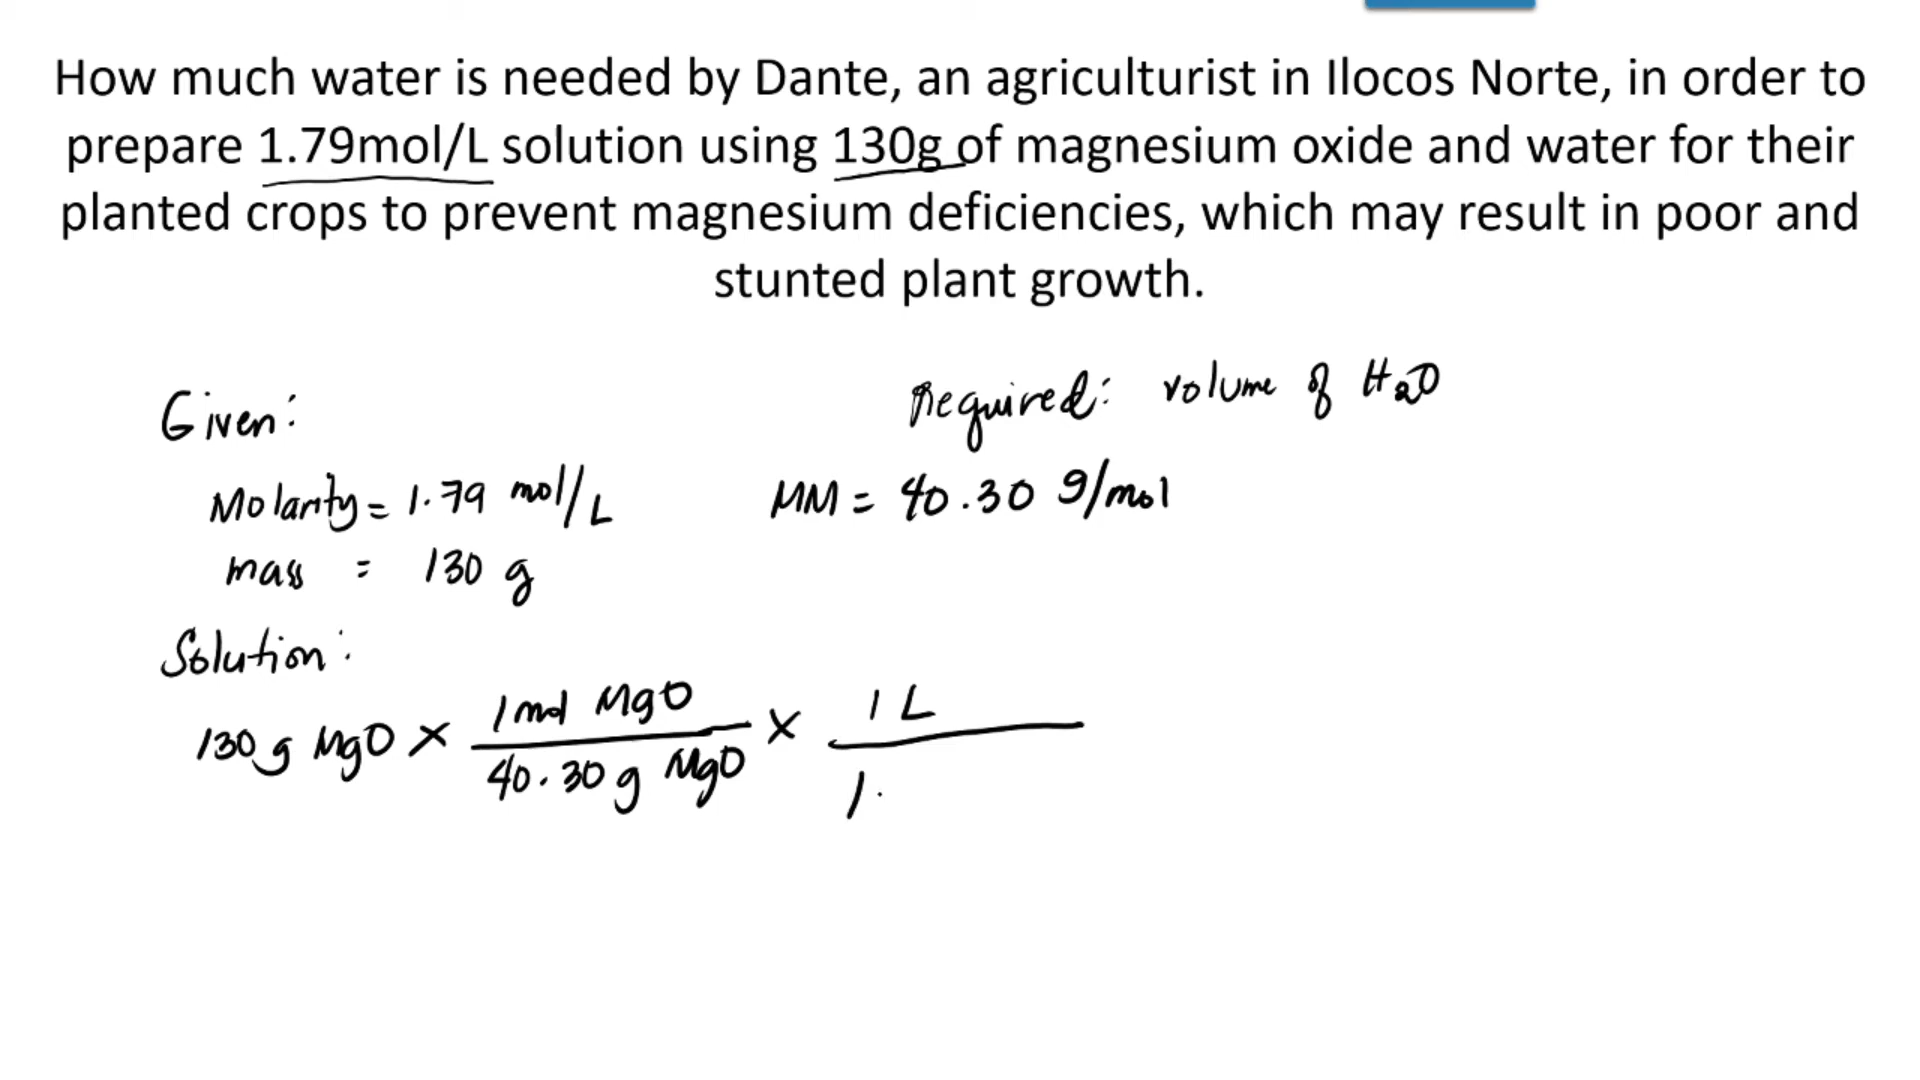 How much water is needed by Dante, an agriculturist in Ilocos Norte, in order to
prepare 1.79mol/L solution using 130g of magnesium oxide and water for their
planted crops to prevent magnesium deficiencies, which may result in poor and
stunted plant growth.
Given: Required: volume of H2O
Molarity = 1.79 mol/L MM = 40.30 g/mol
mass = 130 g
Solution:
130g MgO × 1 mol MgO / 40.30 g MgO × 1 L / 1.